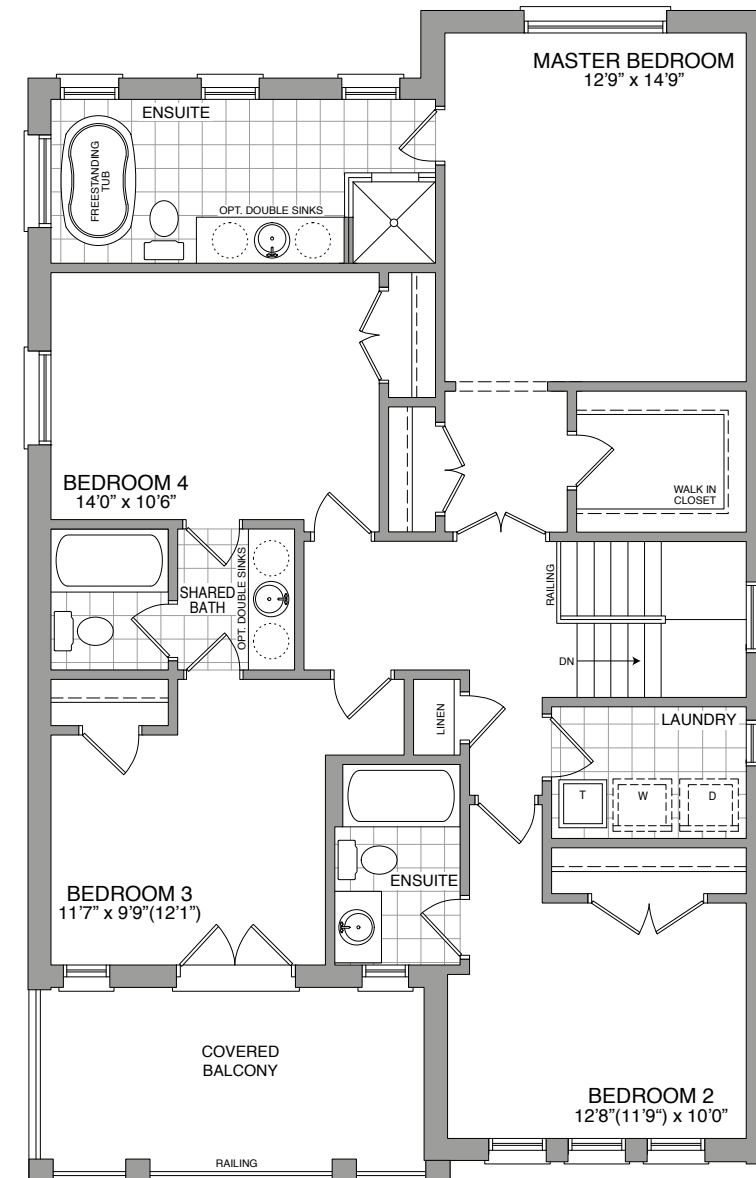 MASTER BEDROOM
12'9" x 14'9"
ENSUITE
FREESTANDING
TUB
OPT. DOUBLE SINKS
BEDROOM 4
14'0" x 10'6"
WALK IN
CLOSET
SHARED
BATH
OPT. DOUBLE SINKS
RAILING
DN
LINEN
LAUNDRY
T
W
D
ENSUITE
BEDROOM 3
11'7" x 9'9"(12'1")
COVERED
BALCONY
BEDROOM 2
12'8"(11'9") x 10'0"
RAILING